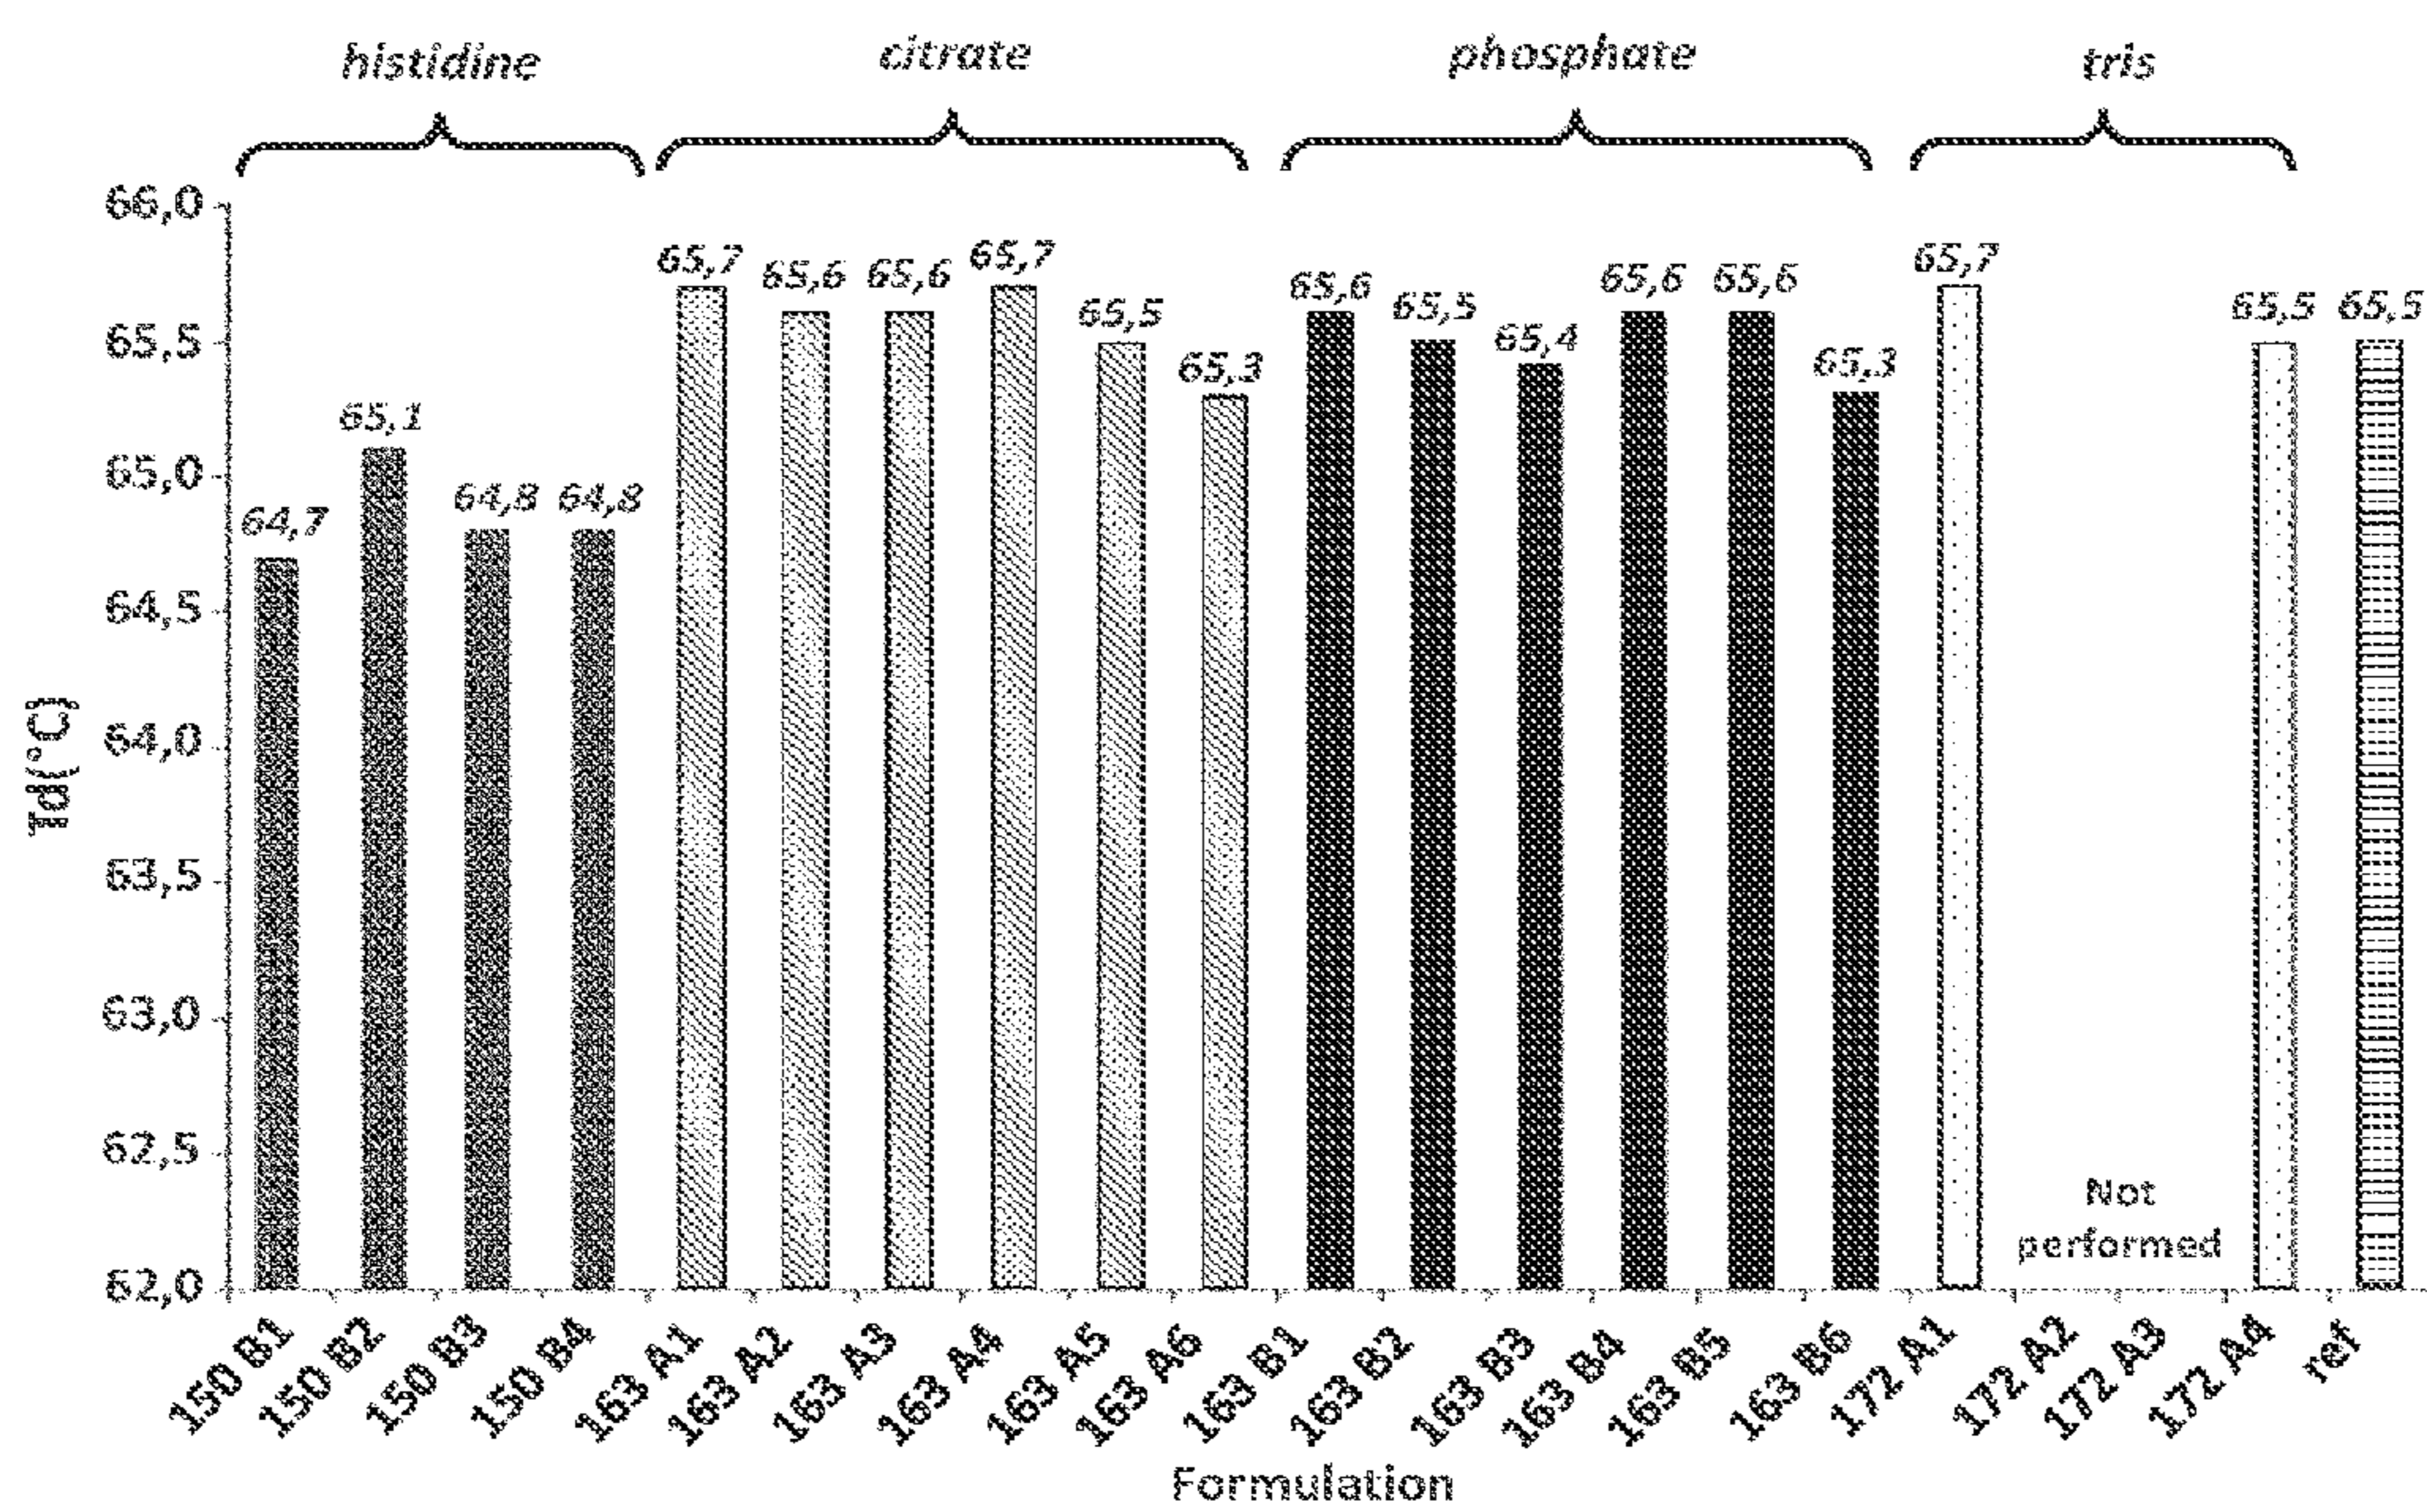 histidine citrate phosphate tris
66,0
65,5
65,0
64,5
64,0
63,5
63,0
62,5
62,0
Td(°C)
64,7 65,1 64,8 64,8 65,7 65,6 65,6 65,7 65,5 65,3 65,6 65,5 65,4 65,6 65,6 65,3 65,7 65,5 65,5
Not
performed
150 B1 150 B2 150 B3 150 B4 163 A1 163 A2 163 A3 163 A4 163 A5 163 A6 163 B1 163 B2 163 B3 163 B4 163 B5 163 B6 172 A1 172 A2 172 A3 172 A4 ref
Formulation